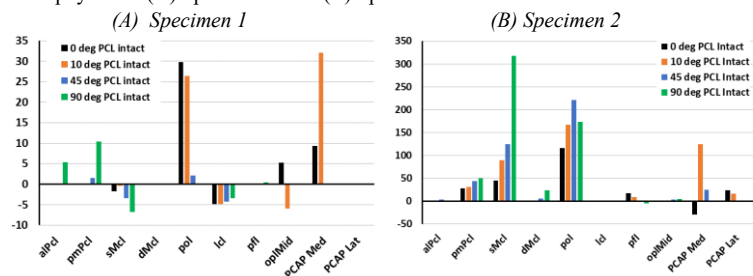 (A) Specimen 1
35
30
25
20
15
10
5
0
-5
-10
0 deg PCL intact
10 deg PCL intact
45 deg PCL intact
90 deg PCL intact
alPcl
pmPcl
sMcl
dMcl
pol
lcl
pfl
oplMid
PCAP Med
PCAP Lat
(B) Specimen 2
350
300
250
200
150
100
50
0
-50
0 deg PCL intact
10 deg PCL intact
45 deg PCL intact
90 deg PCL Intact
alPcl
pmPcl
sMcl
dMcl
pol
lcl
pfl
oplMid
PCAP Med
PCAP Lat